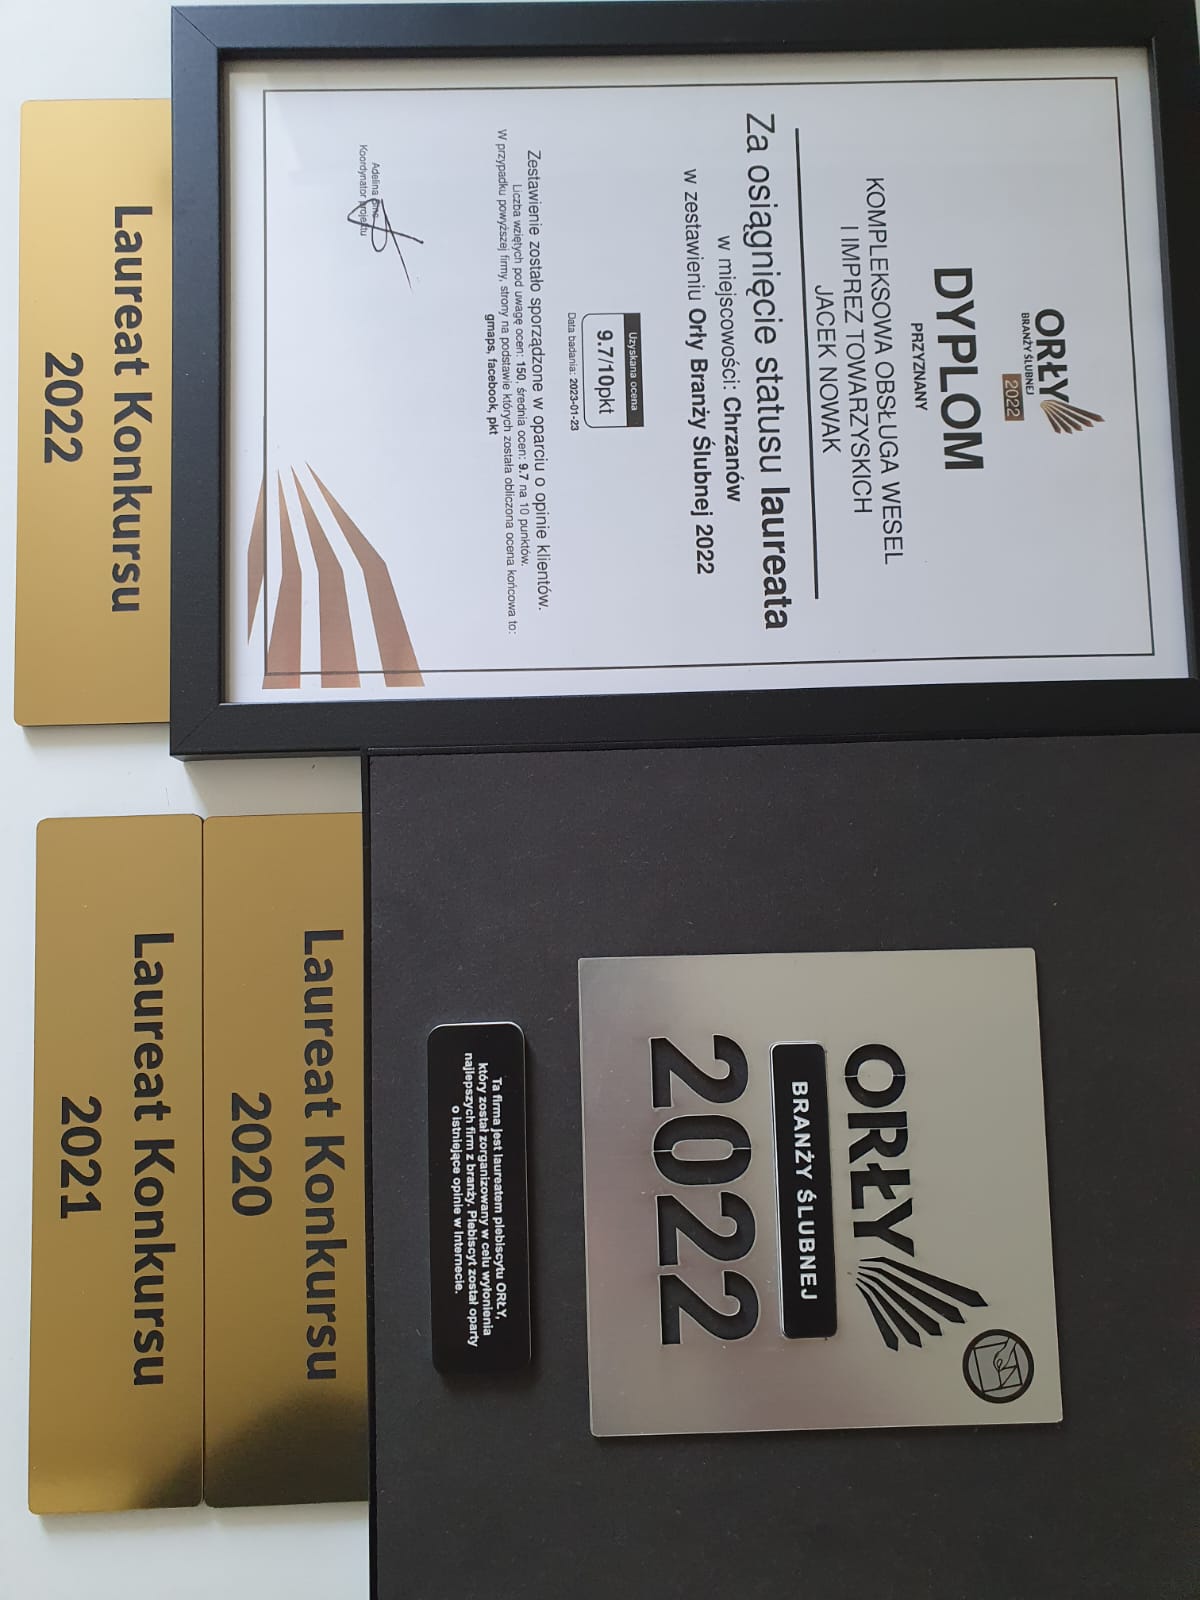 ORŁY
BRANŻY ŚLUBNEJ
2022
DYPLOM
PRZYZNANY
KOMPLEKSOWA OBSŁUGA WESEL
I IMPREZ TOWARZYSKICH
JACEK NOWAK
Za osiągnięcie statusu laureata
w miejscowości: Chrzanów
w zestawieniu Orły Branży Ślubnej 2022
Uzyskana ocena
9.7/10pkt
Data badania: 2023-01-23
Zestawienie zostało sporządzone w oparciu o opinie klientów.
Liczba wziętych pod uwagę ocen: 150, średnia ocen: 9.7 na 10 punktów.
W przypadku powyższej firmy, strony na podstawie których została obliczona ocena końcowa to:
gmaps, facebook, pkt
Adelina
Koordynator projektu
Laureat Konkursu
2022
ORŁY
BRANŻY ŚLUBNEJ
2022
Ta firma jest laureatem plebiscytu ORŁY,
który został zorganizowany w celu wyłonienia
najlepszych firm z branży. Plebiscyt został oparty
o istniejące opinie w Internecie.
Laureat Konkursu
2020
Laureat Konkursu
2021